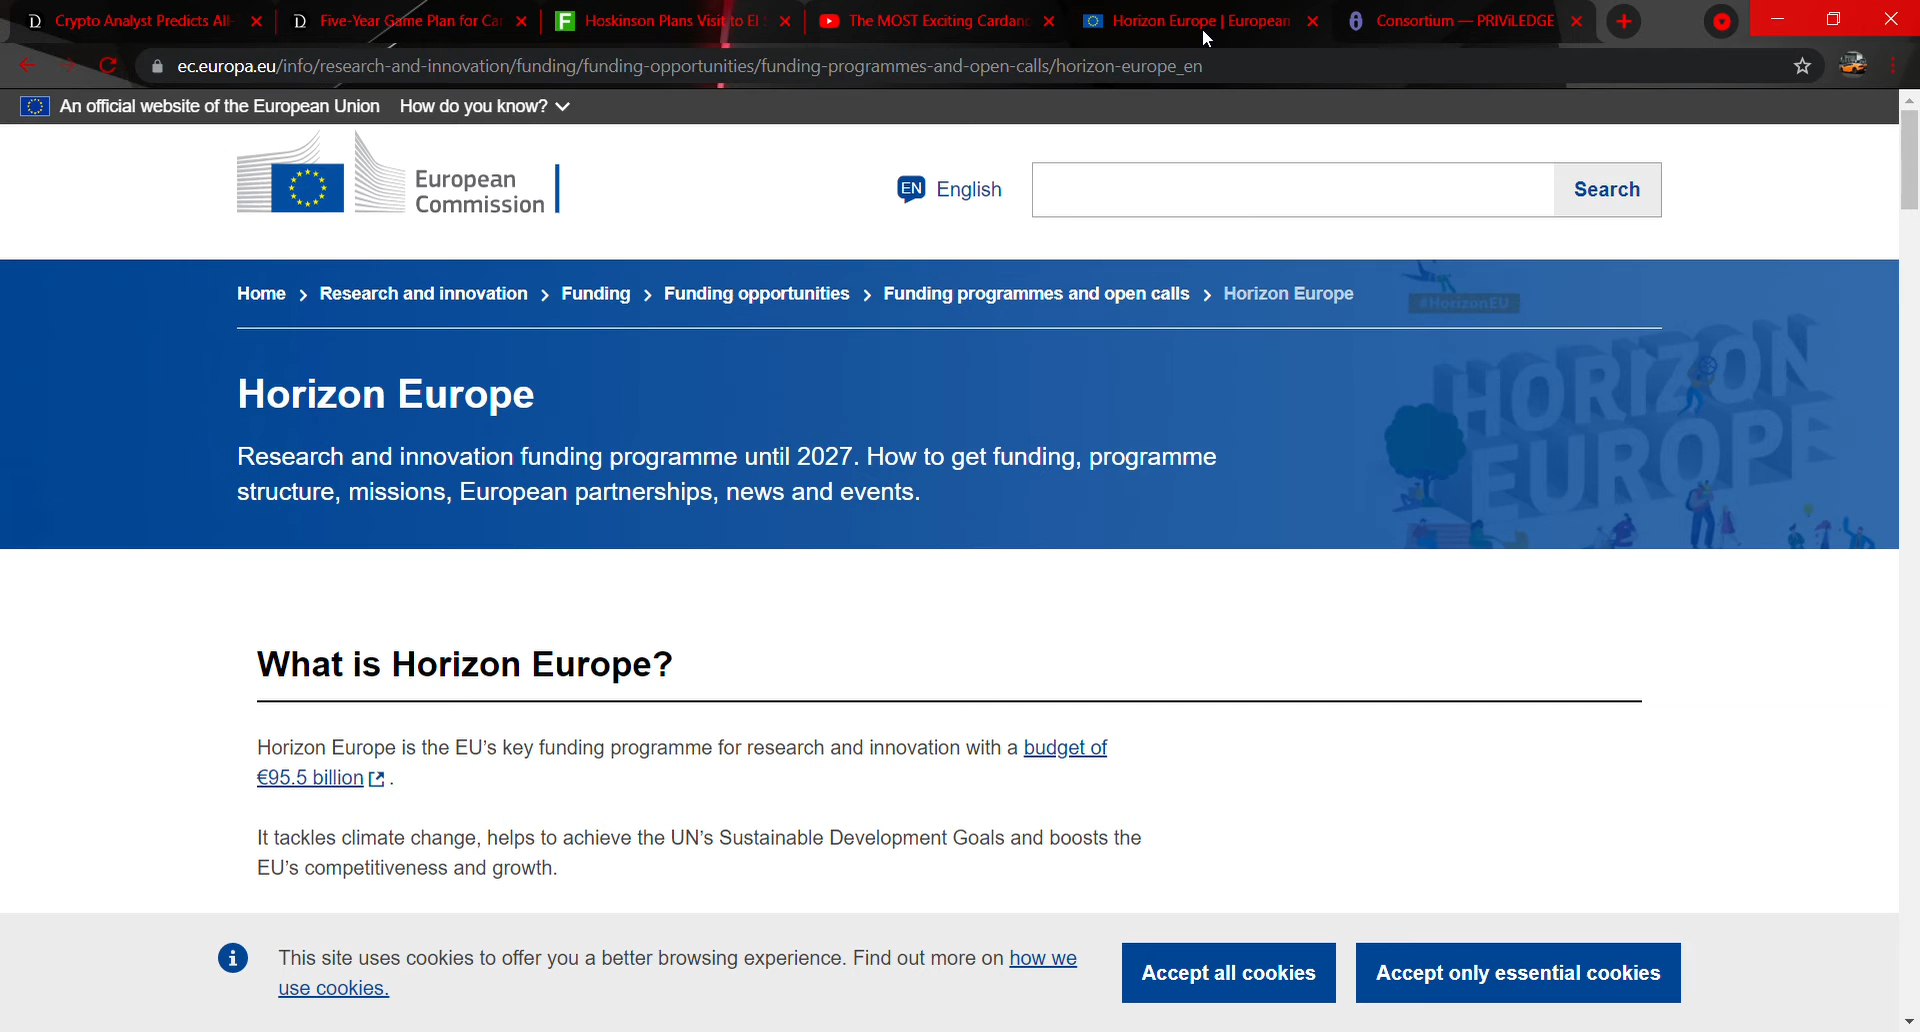 Crypto Analyst Predicts All-
Five-Year Game Plan for Car
Hoskinson Plans Visit to El S
The MOST Exciting Cardano
Horizon Europe | European
Consortium — PRIViLEDGE
ec.europa.eu/info/research-and-innovation/funding/funding-opportunities/funding-programmes-and-open-calls/horizon-europe_en
An official website of the European Union How do you know?
European
Commission
EN English
Search
Home > Research and innovation > Funding > Funding opportunities > Funding programmes and open calls > Horizon Europe
#HorizonEU
HORIZON
EUROPE
Horizon Europe
Research and innovation funding programme until 2027. How to get funding, programme
structure, missions, European partnerships, news and events.
What is Horizon Europe?
Horizon Europe is the EU’s key funding programme for research and innovation with a budget of
€95.5 billion .
It tackles climate change, helps to achieve the UN’s Sustainable Development Goals and boosts the
EU’s competitiveness and growth.
This site uses cookies to offer you a better browsing experience. Find out more on how we
use cookies.
Accept all cookies
Accept only essential cookies